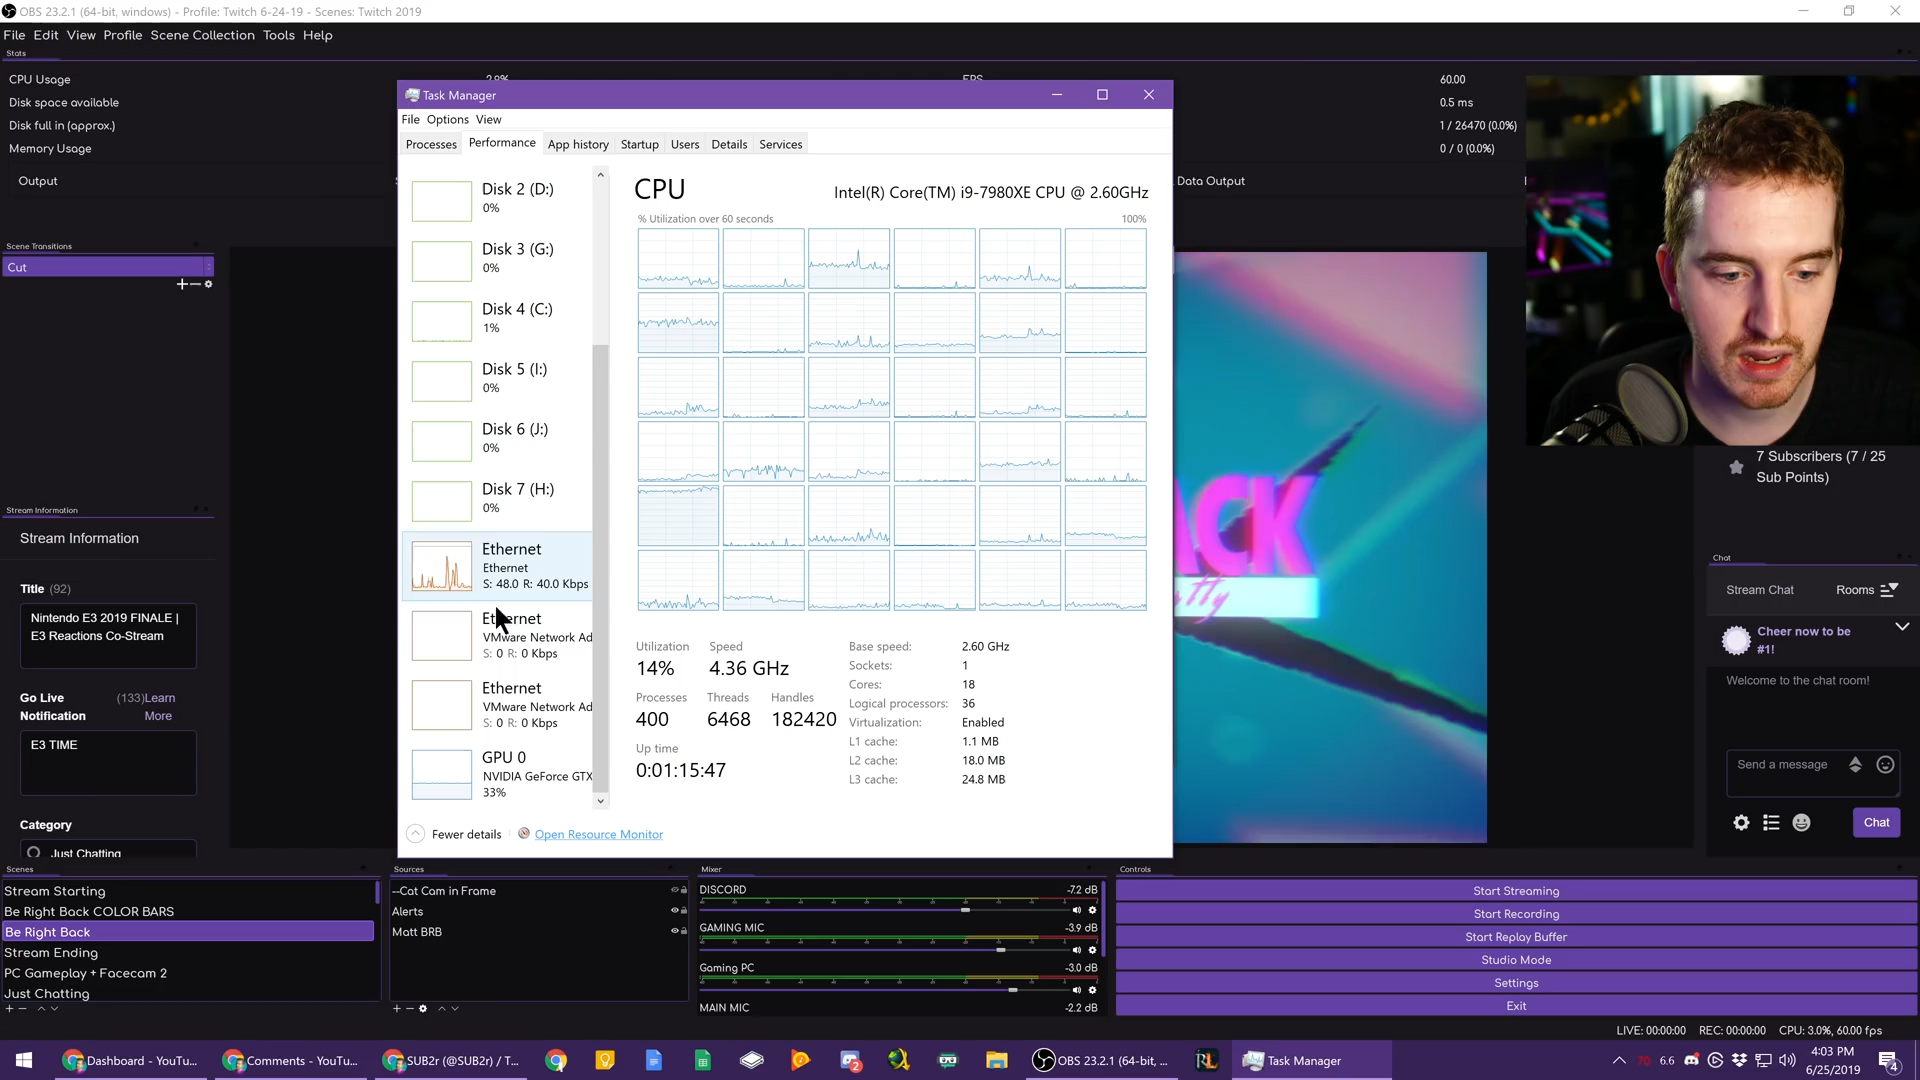 OBS 23.2.1 (64-bit, windows) - Profile: Twitch 6-24-19 - Scenes: Twitch 2019
File Edit View Profile Scene Collection Tools Help
Stats
CPU Usage
2.9%
FPS
60.00
Disk space available
0.5 ms
Disk full in (approx.)
1 / 26470 (0.0%)
Memory Usage
0 / 0 (0.0%)
Output
Data Output
Task Manager
File Options View
Processes Performance App history Startup Users Details Services
Disk 2 (D:)
0%
Disk 3 (G:)
0%
Disk 4 (C:)
1%
Disk 5 (I:)
0%
Disk 6 (J:)
0%
Disk 7 (H:)
0%
Ethernet
Ethernet
S: 48.0 R: 40.0 Kbps
Ethernet
VMware Network Ad
S: 0 R: 0 Kbps
Ethernet
VMware Network Ad
S: 0 R: 0 Kbps
GPU 0
NVIDIA GeForce GTX
33%
CPU
Intel(R) Core(TM) i9-7980XE CPU @ 2.60GHz
% Utilization over 60 seconds
100%
Utilization
14%
Speed
4.36 GHz
Processes
400
Threads
6468
Handles
182420
Up time
0:01:15:47
Base speed: 2.60 GHz
Sockets: 1
Cores: 18
Logical processors: 36
Virtualization: Enabled
L1 cache: 1.1 MB
L2 cache: 18.0 MB
L3 cache: 24.8 MB
Fewer details
Open Resource Monitor
Scene Transitions
Cut
Stream Information
Stream Information
Title (92)
Nintendo E3 2019 FINALE |
E3 Reactions Co-Stream
Go Live
Notification
(133)Learn
More
E3 TIME
Category
Just Chatting
ACK
7 Subscribers (7 / 25
Sub Points)
Chat
Stream Chat
Rooms
Cheer now to be
#1!
Welcome to the chat room!
Send a message
Chat
Scenes
Stream Starting
Be Right Back COLOR BARS
Be Right Back
Stream Ending
PC Gameplay + Facecam 2
Just Chatting
Sources
--Cat Cam in Frame
Alerts
Matt BRB
Mixer
DISCORD
-7.2 dB
GAMING MIC
-3.9 dB
Gaming PC
-3.0 dB
MAIN MIC
-2.2 dB
Controls
Start Streaming
Start Recording
Start Replay Buffer
Studio Mode
Settings
Exit
LIVE: 00:00:00 REC: 00:00:00 CPU: 3.0%, 60.00 fps
Dashboard - YouTu...
Comments - YouTu...
SUB2r (@SUB2r) / T...
2
OBS 23.2.1 (64-bit, ...
RL
Task Manager
70
6.6
4:03 PM
6/25/2019
4